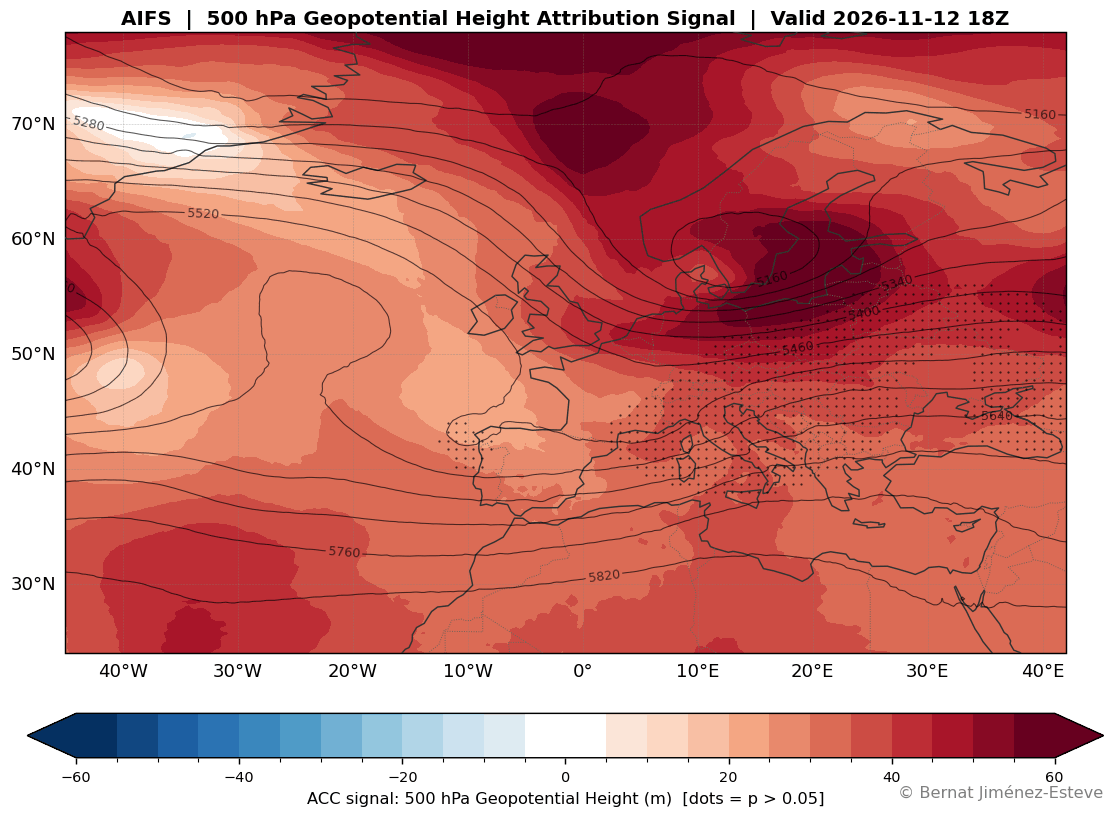 AIFS | 500 hPa Geopotential Height Attribution Signal | Valid 2026-11-12 18Z
70°N
60°N
50°N
40°N
30°N
5280
5160
5520
5160
5340
5400
5460
5640
5760
5820
40°W
30°W
20°W
10°W
0°
10°E
20°E
30°E
40°E
−60
−40
−20
0
20
40
60
ACC signal: 500 hPa Geopotential Height (m) [dots = p > 0.05]
© Bernat Jiménez-Esteve